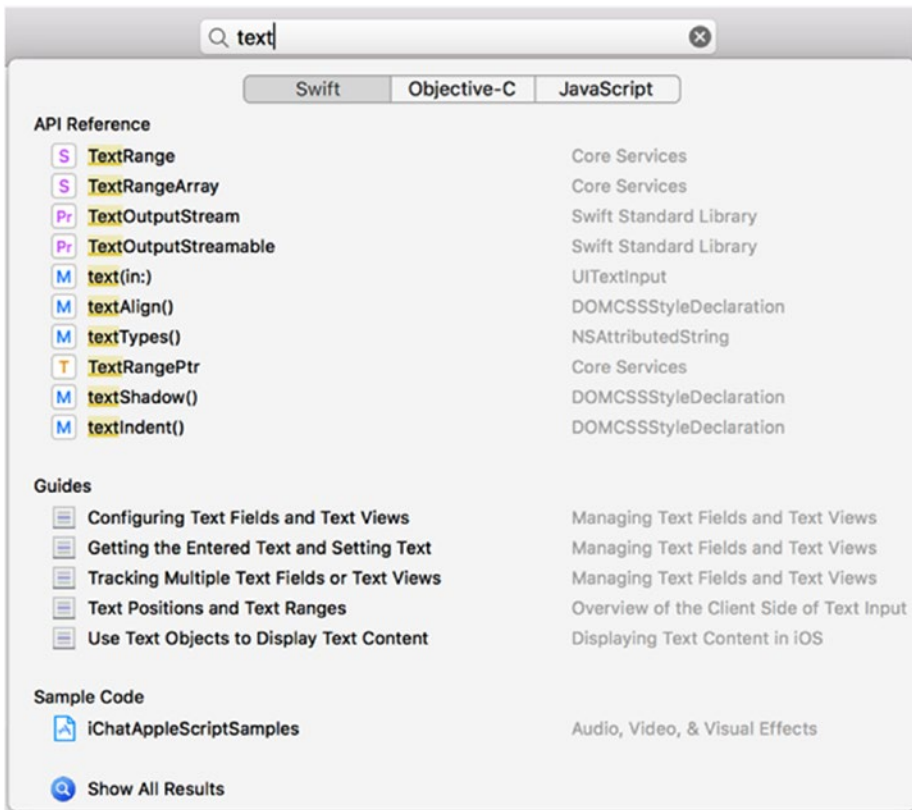 text
Swift Objective-C JavaScript
API Reference
S TextRange Core Services
S TextRangeArray Core Services
Pr TextOutputStream Swift Standard Library
Pr TextOutputStreamable Swift Standard Library
M text(in:) UITextInput
M textAlign() DOMCSSStyleDeclaration
M textTypes() NSAttributedString
T TextRangePtr Core Services
M textShadow() DOMCSSStyleDeclaration
M textIndent() DOMCSSStyleDeclaration
Guides
Configuring Text Fields and Text Views Managing Text Fields and Text Views
Getting the Entered Text and Setting Text Managing Text Fields and Text Views
Tracking Multiple Text Fields or Text Views Managing Text Fields and Text Views
Text Positions and Text Ranges Overview of the Client Side of Text Input
Use Text Objects to Display Text Content Displaying Text Content in iOS
Sample Code
iChatAppleScriptSamples Audio, Video, & Visual Effects
Show All Results